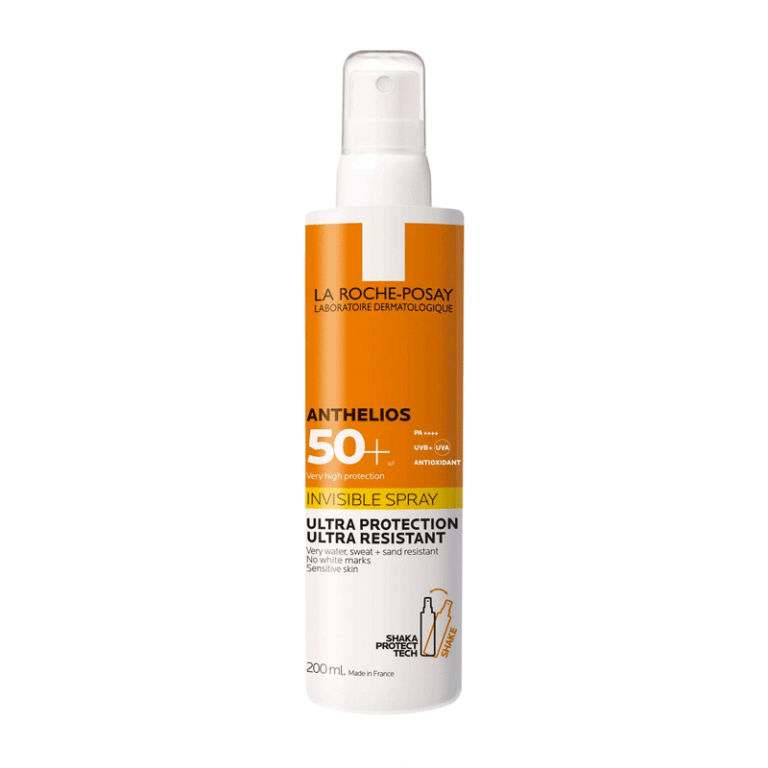 LA ROCHE-POSAY
LABORATOIRE DERMATOLOGIQUE
ANTHELIOS
50+ spf
PA ++++
UVB+ UVA
ANTIOXIDANT
Very high protection
INVISIBLE SPRAY
ULTRA PROTECTION
ULTRA RESISTANT
Very water, sweat + sand resistant
No white marks
Sensitive skin
SHAKA
PROTECT
TECH
SHAKE
200 mL Made in France